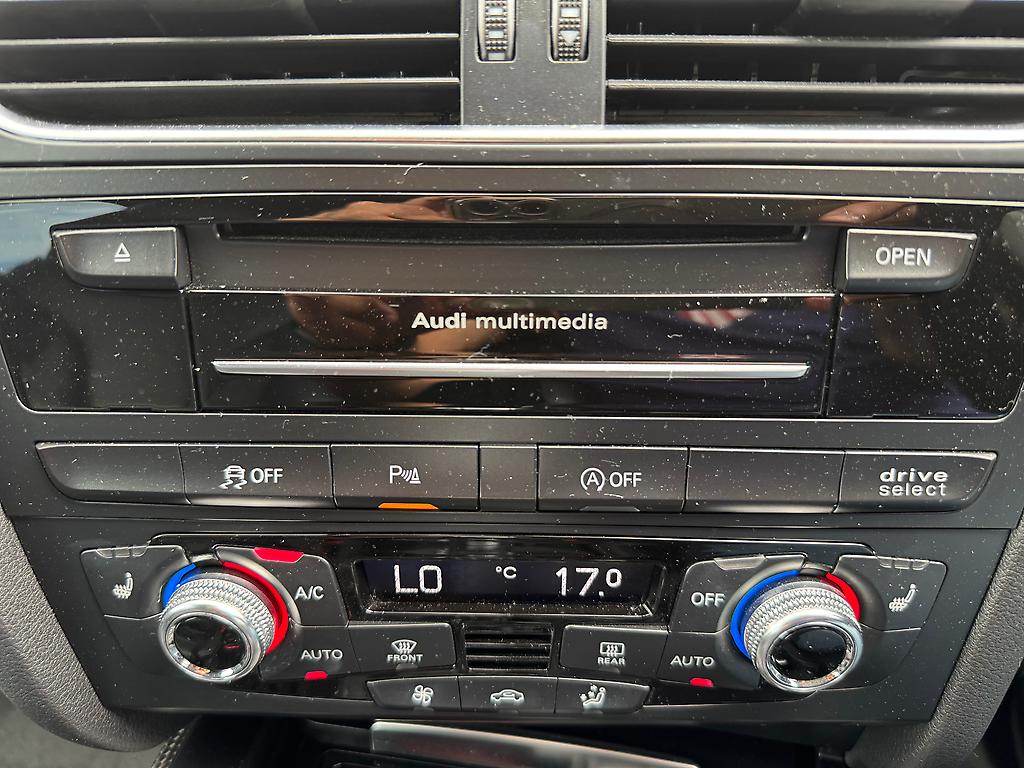 OPEN
Audi multimedia
OFF
P
A OFF
drive
select
LO °C 17.0
A/C
OFF
AUTO
FRONT
REAR
AUTO